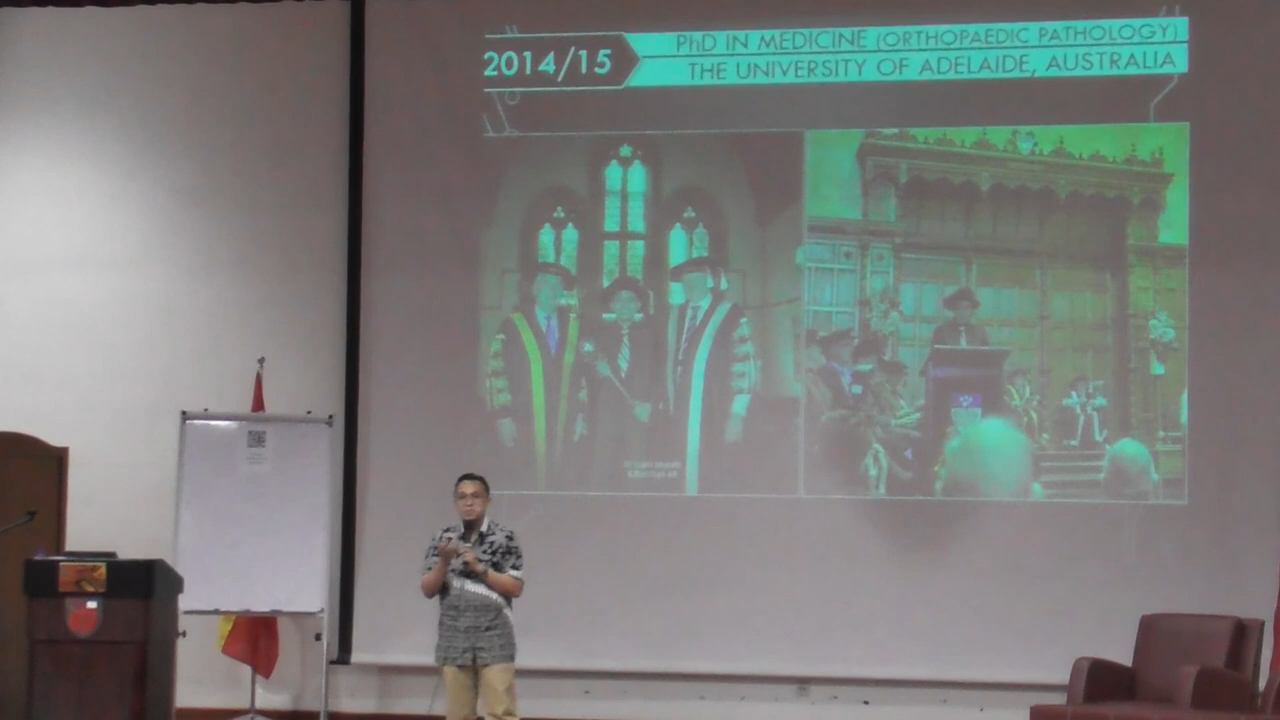 2014/15
PhD IN MEDICINE (ORTHOPAEDIC PATHOLOGY)
THE UNIVERSITY OF ADELAIDE, AUSTRALIA